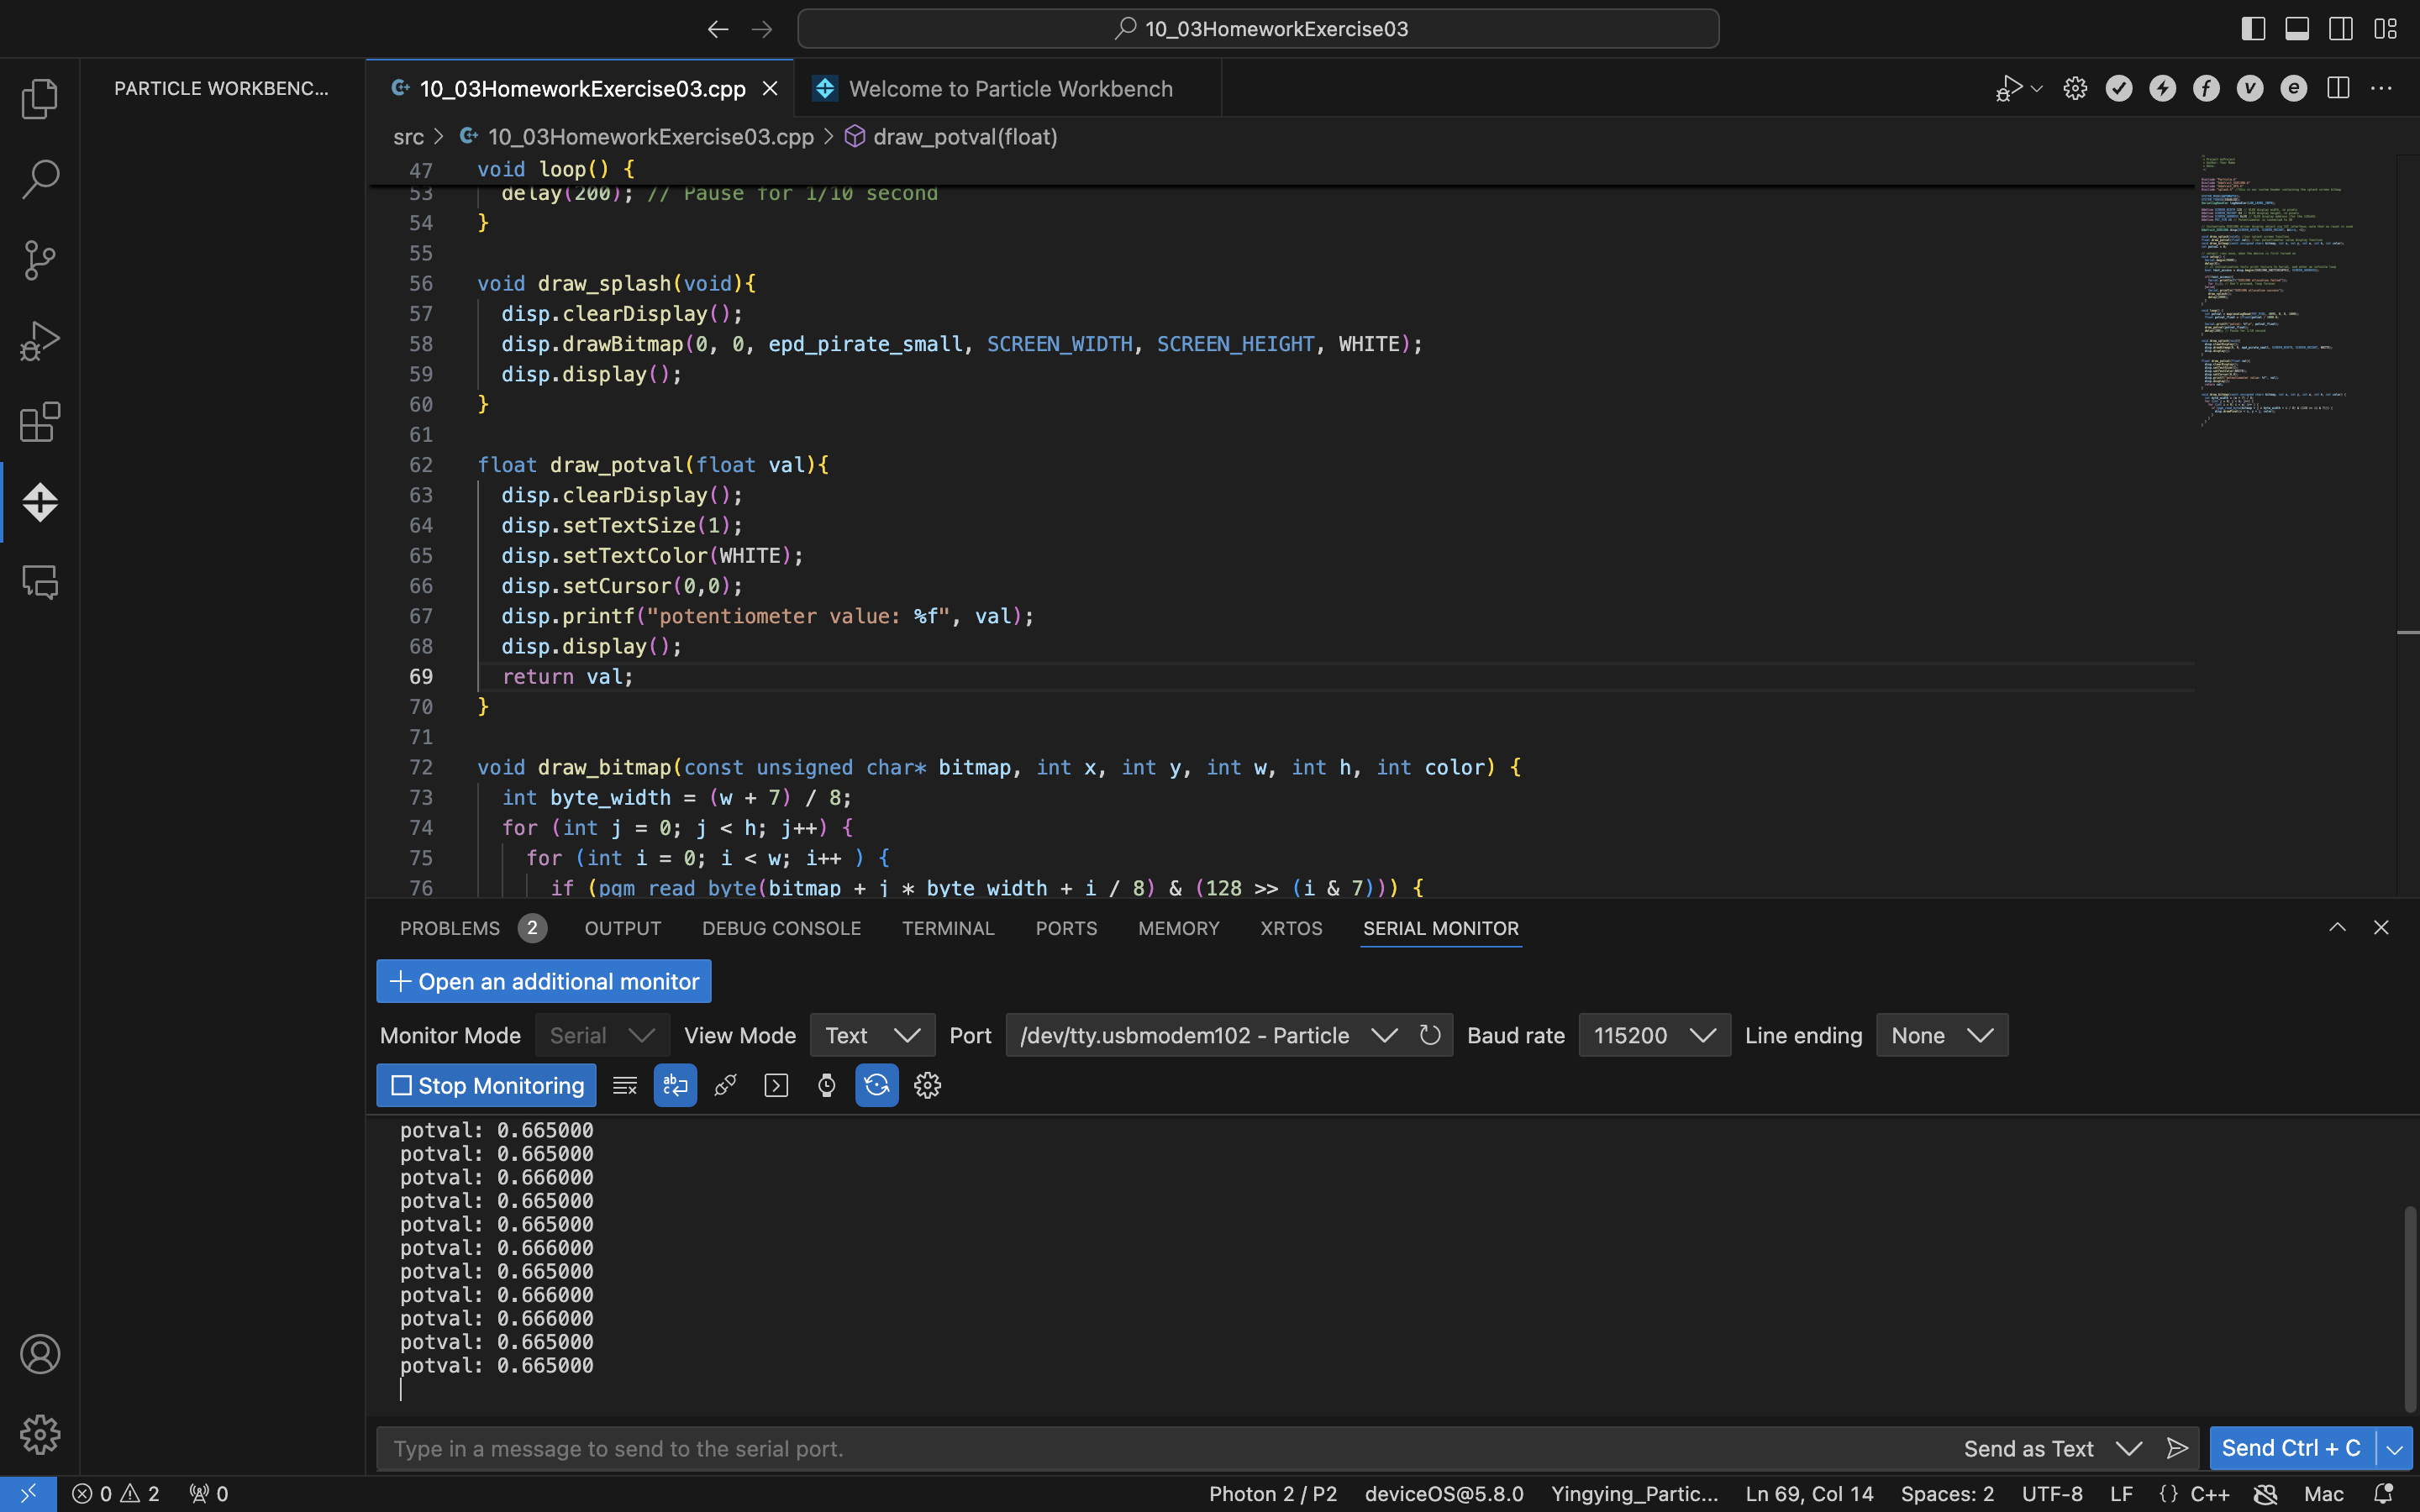 10_03HomeworkExercise03
PARTICLE WORKBENC...
10_03HomeworkExercise03.cpp
Welcome to Particle Workbench
src > 10_03HomeworkExercise03.cpp > draw_potval(float)
47 void loop() {
53 delay(200); // Pause for 1/10 second
54 }
55
56 void draw_splash(void){
57 disp.clearDisplay();
58 disp.drawBitmap(0, 0, epd_pirate_small, SCREEN_WIDTH, SCREEN_HEIGHT, WHITE);
59 disp.display();
60 }
61
62 float draw_potval(float val){
63 disp.clearDisplay();
64 disp.setTextSize(1);
65 disp.setTextColor(WHITE);
66 disp.setCursor(0,0);
67 disp.printf("potentiometer value: %f", val);
68 disp.display();
69 return val;
70 }
71
72 void draw_bitmap(const unsigned char* bitmap, int x, int y, int w, int h, int color) {
73 int byte_width = (w + 7) / 8;
74 for (int j = 0; j < h; j++) {
75 for (int i = 0; i < w; i++ ) {
76 if (pgm_read_byte(bitmap + j * byte_width + i / 8) & (128 >> (i & 7))) {
PROBLEMS 2 OUTPUT DEBUG CONSOLE TERMINAL PORTS MEMORY XRTOS SERIAL MONITOR
Open an additional monitor
Monitor Mode Serial View Mode Text Port /dev/tty.usbmodem102 - Particle Baud rate 115200 Line ending None
Stop Monitoring
potval: 0.665000
potval: 0.665000
potval: 0.666000
potval: 0.665000
potval: 0.665000
potval: 0.666000
potval: 0.665000
potval: 0.666000
potval: 0.666000
potval: 0.665000
potval: 0.665000
Type in a message to send to the serial port.
Send as Text
Send Ctrl + C
0 2 0 Photon 2 / P2 deviceOS@5.8.0 Yingying_Partic... Ln 69, Col 14 Spaces: 2 UTF-8 LF {} C++ Mac